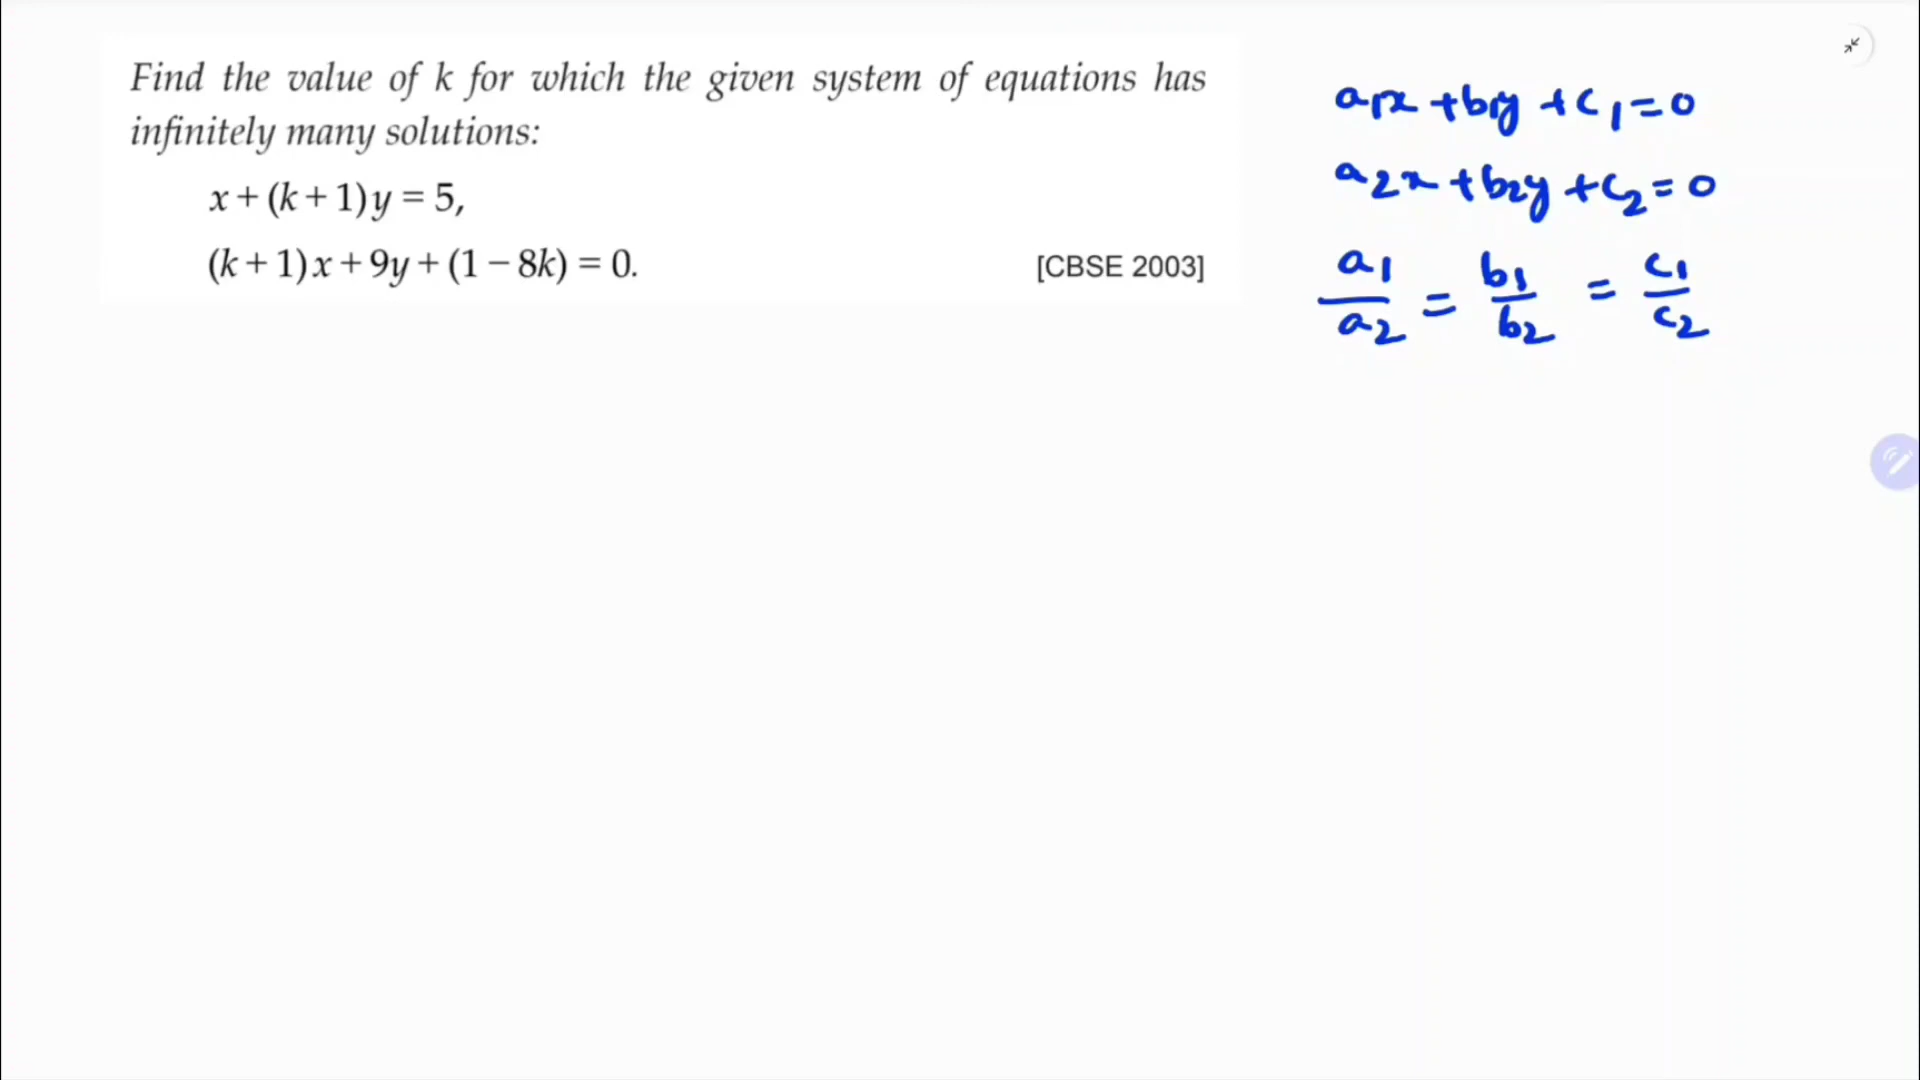 Find the value of k for which the given system of equations has
infinitely many solutions:
x + (k + 1)y = 5,
(k + 1)x + 9y + (1 − 8k) = 0.
[CBSE 2003]
a₁x + b₁y + c₁ = 0
a₂x + b₂y + c₂ = 0
a₁/a₂ = b₁/b₂ = c₁/c₂